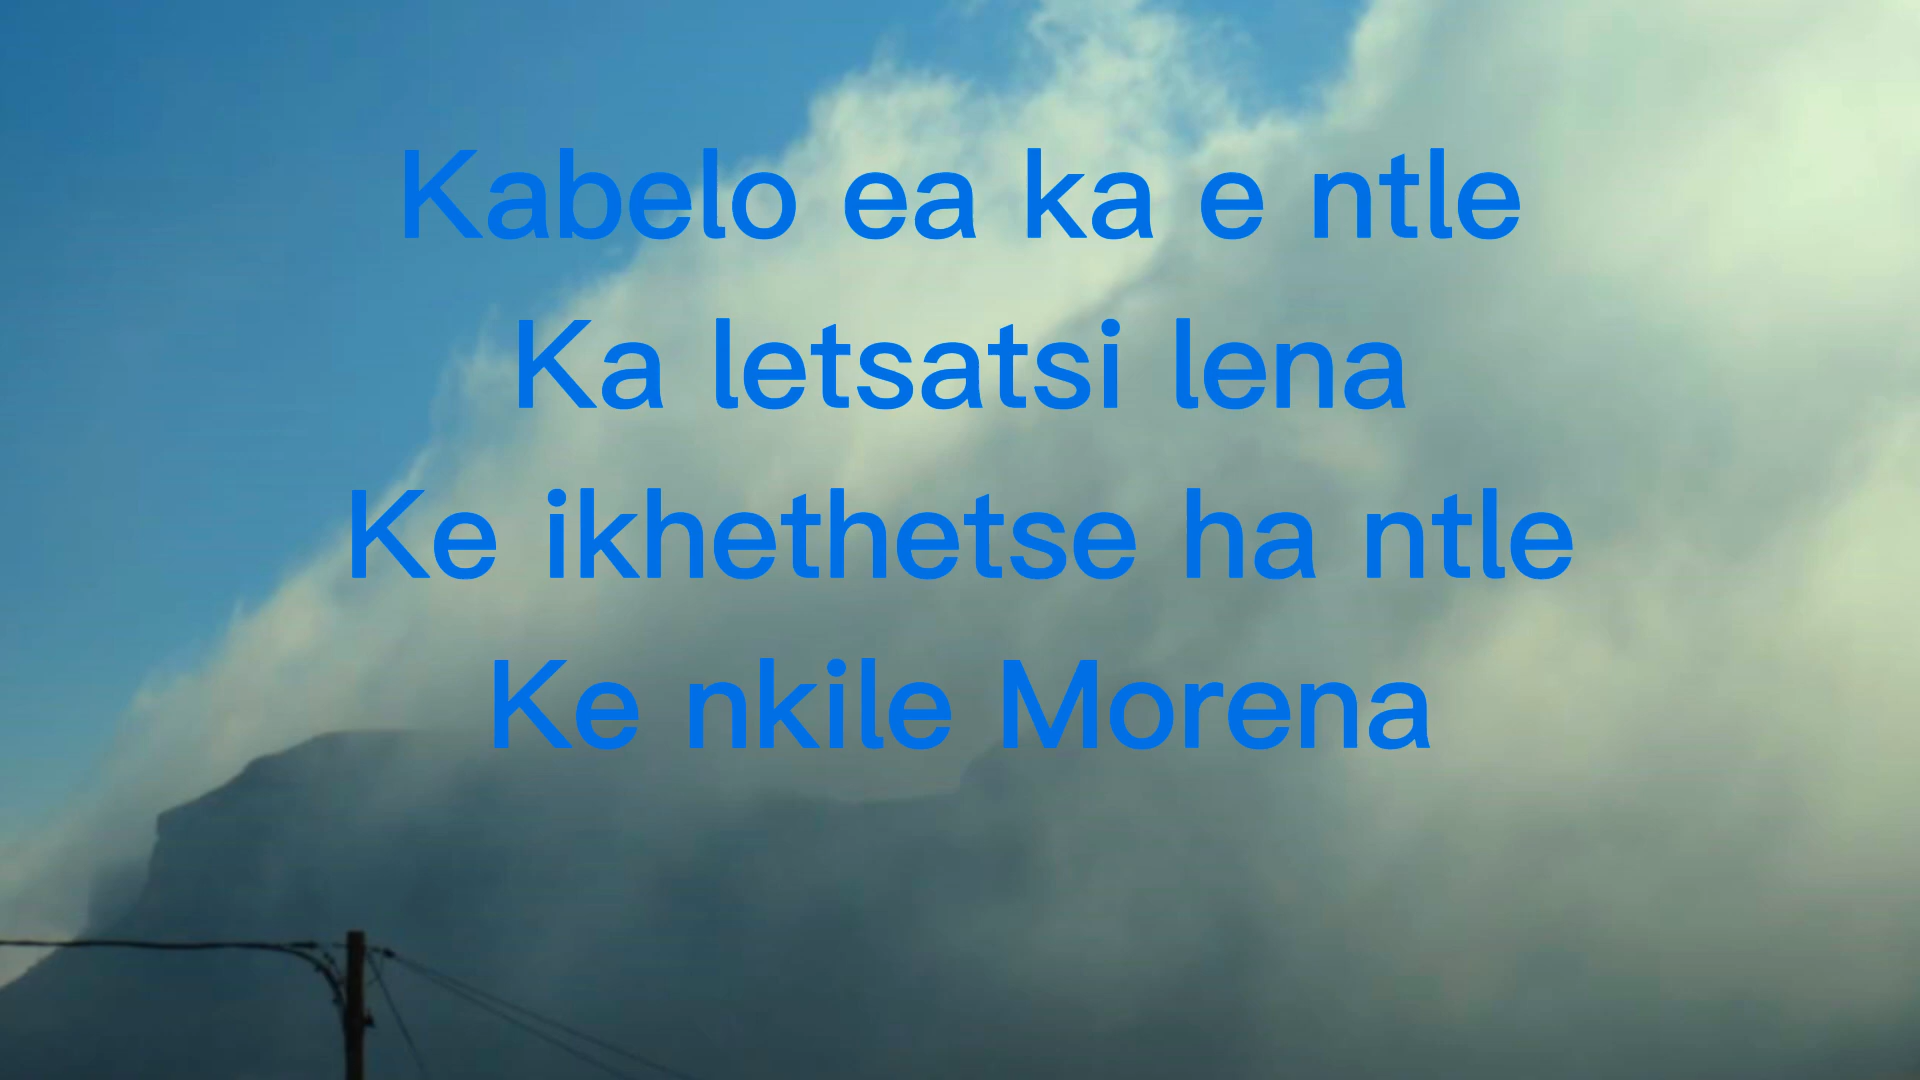 Kabelo ea ka e ntle
Ka letsatsi lena
Ke ikhethetse ha ntle
Ke nkile Morena